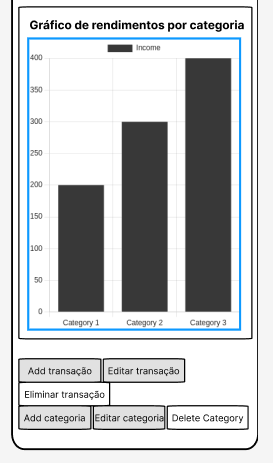 Gráfico de rendimentos por categoria
Income
400
350
300
250
200
150
100
50
0
Category 1 Category 2 Category 3
Add transação Editar transação
Eliminar transação
Add categoria Editar categoria Delete Category